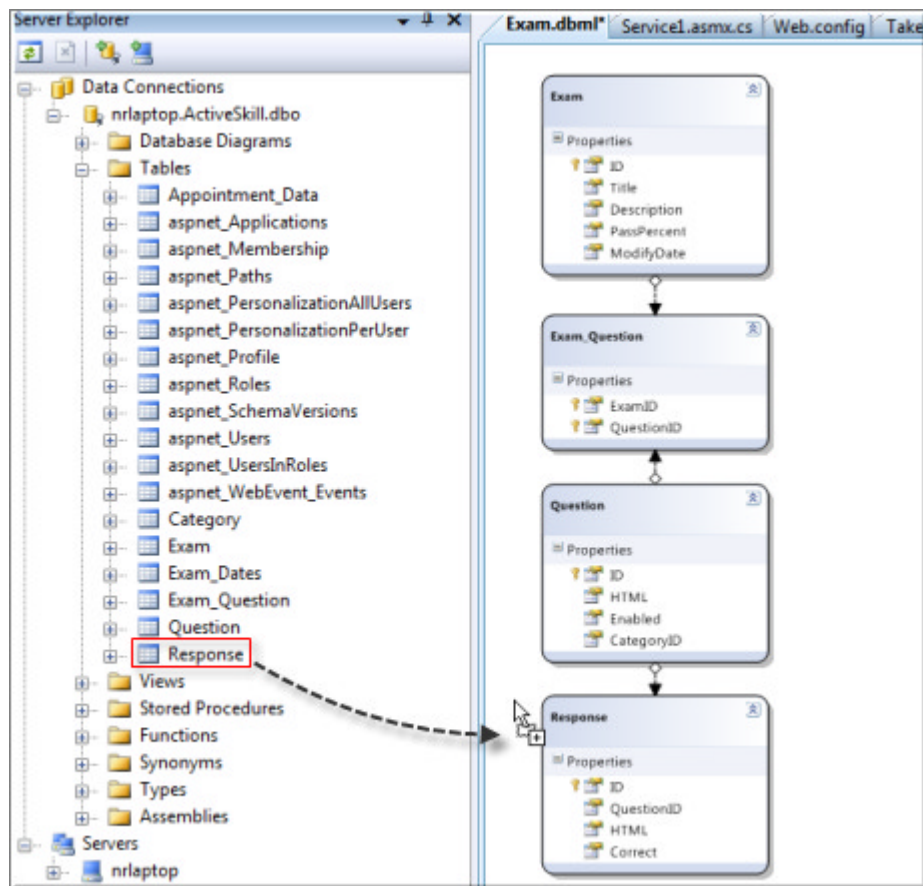 Server Explorer
Data Connections
nrlaptop.ActiveSkill.dbo
Database Diagrams
Tables
Appointment_Data
aspnet_Applications
aspnet_Membership
aspnet_Paths
aspnet_PersonalizationAllUsers
aspnet_PersonalizationPerUser
aspnet_Profile
aspnet_Roles
aspnet_SchemaVersions
aspnet_Users
aspnet_UsersInRoles
aspnet_WebEvent_Events
Category
Exam
Exam_Dates
Exam_Question
Question
Response
Views
Stored Procedures
Functions
Synonyms
Types
Assemblies
Servers
nrlaptop
Exam.dbml* Service1.asmx.cs Web.config Take
Exam
Properties
ID
Title
Description
PassPercent
ModifyDate
Exam_Question
Properties
ExamID
QuestionID
Question
Properties
ID
HTML
Enabled
CategoryID
Response
Properties
ID
QuestionID
HTML
Correct